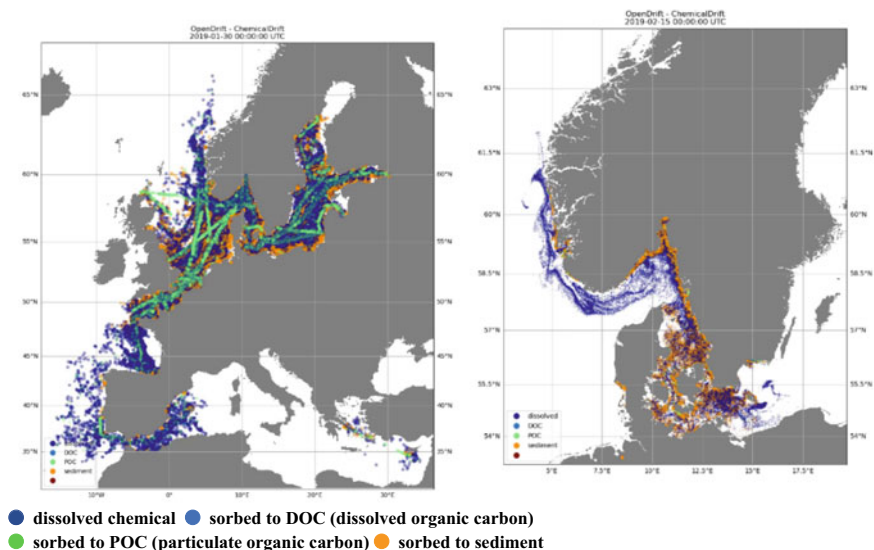 OpenDrift - ChemicalDrift
2019-01-30 00:00:00 UTC
65°N
65°N
60°N
60°N
55°N
55°N
50°N
50°N
45°N
45°N
40°N
40°N
35°N
35°N
DOC
POC
sediment
10°W
0°
10°E
20°E
30°E
OpenDrift - ChemicalDrift
2019-02-15 00:00:00 UTC
63°N
63°N
61.5°N
61.5°N
60°N
60°N
58.5°N
58.5°N
57°N
57°N
55.5°N
55.5°N
54°N
54°N
dissolved
DOC
POC
sediment
5°E
7.5°E
10°E
12.5°E
15°E
17.5°E
dissolved chemical sorbed to DOC (dissolved organic carbon)
sorbed to POC (particulate organic carbon) sorbed to sediment